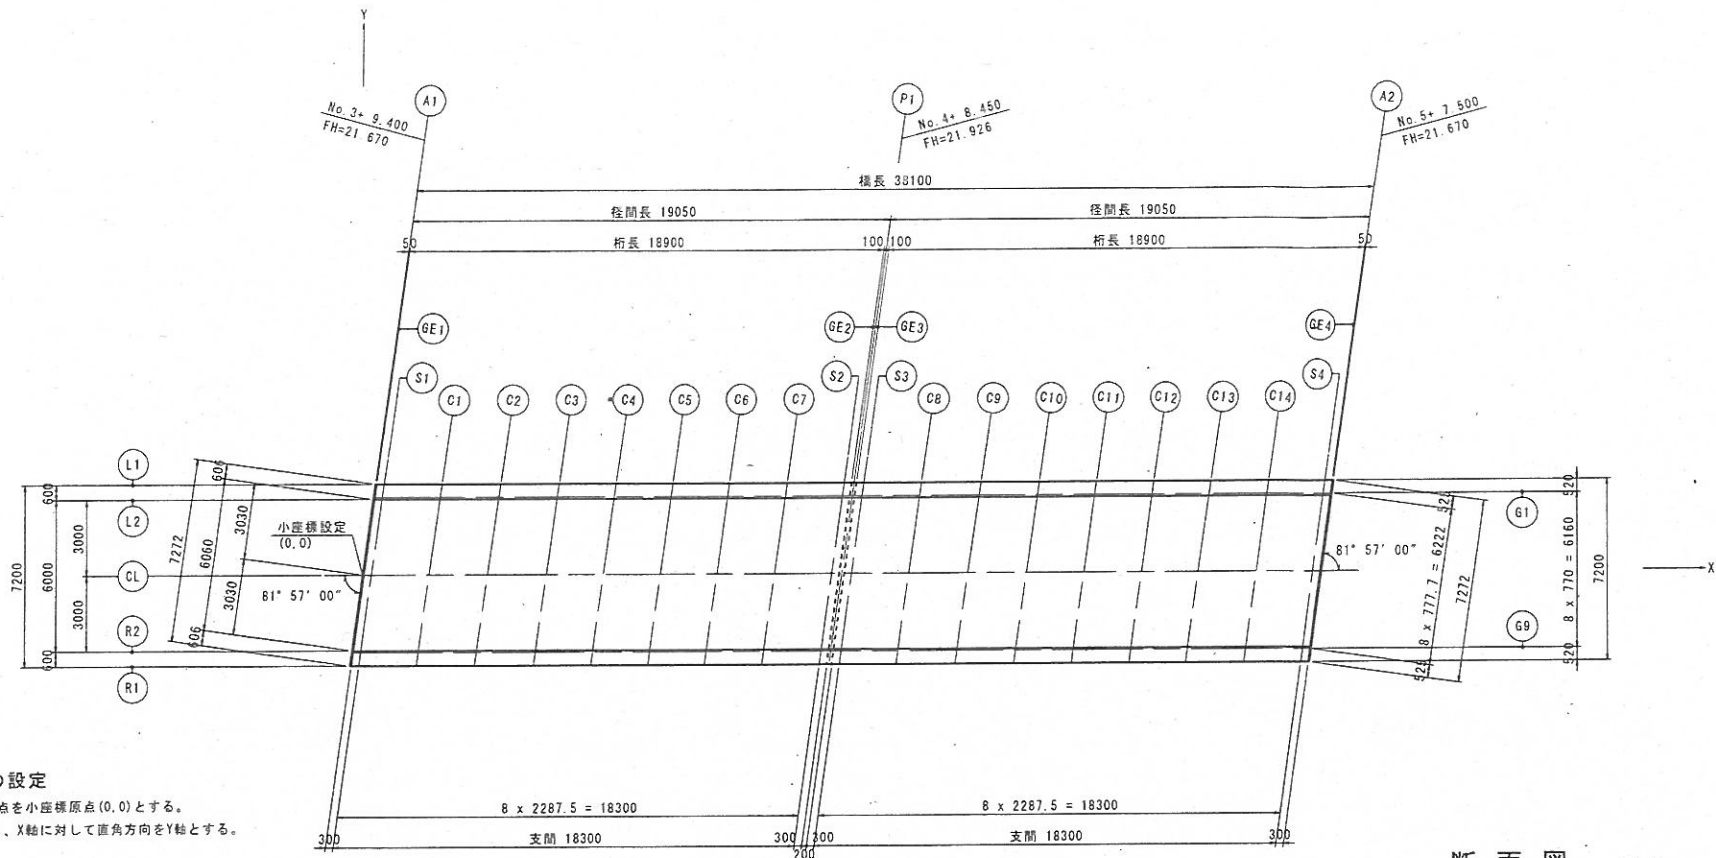 Y
A1
P1
A2
No.3+ 9.400
FH=21.670
No.4+ 8.450
FH=21.926
No.5+ 7.500
FH=21.670
橋長 38100
径間長 19050
径間長 19050
50
桁長 18900
100
100
桁長 18900
50
GE1
GE2
GE3
GE4
S1
S2
S3
S4
C1
C2
C3
C4
C5
C6
C7
C8
C9
C10
C11
C12
C13
C14
L1
L2
CL
R2
R1
7200
600
6000
600
3000
3000
7272
606
6060
606
3030
3030
小座標設定
(0.0)
81° 57' 00"
81° 57' 00"
525
8 x 777.7 = 6222
525
7272
520
8 x 770 = 6160
520
7200
G1
G9
X
の設定
点を小座標原点(0.0)とする。
、X軸に対して直角方向をY軸とする。
8 x 2287.5 = 18300
8 x 2287.5 = 18300
300
支間 18300
300
300
支間 18300
300
200
断面図